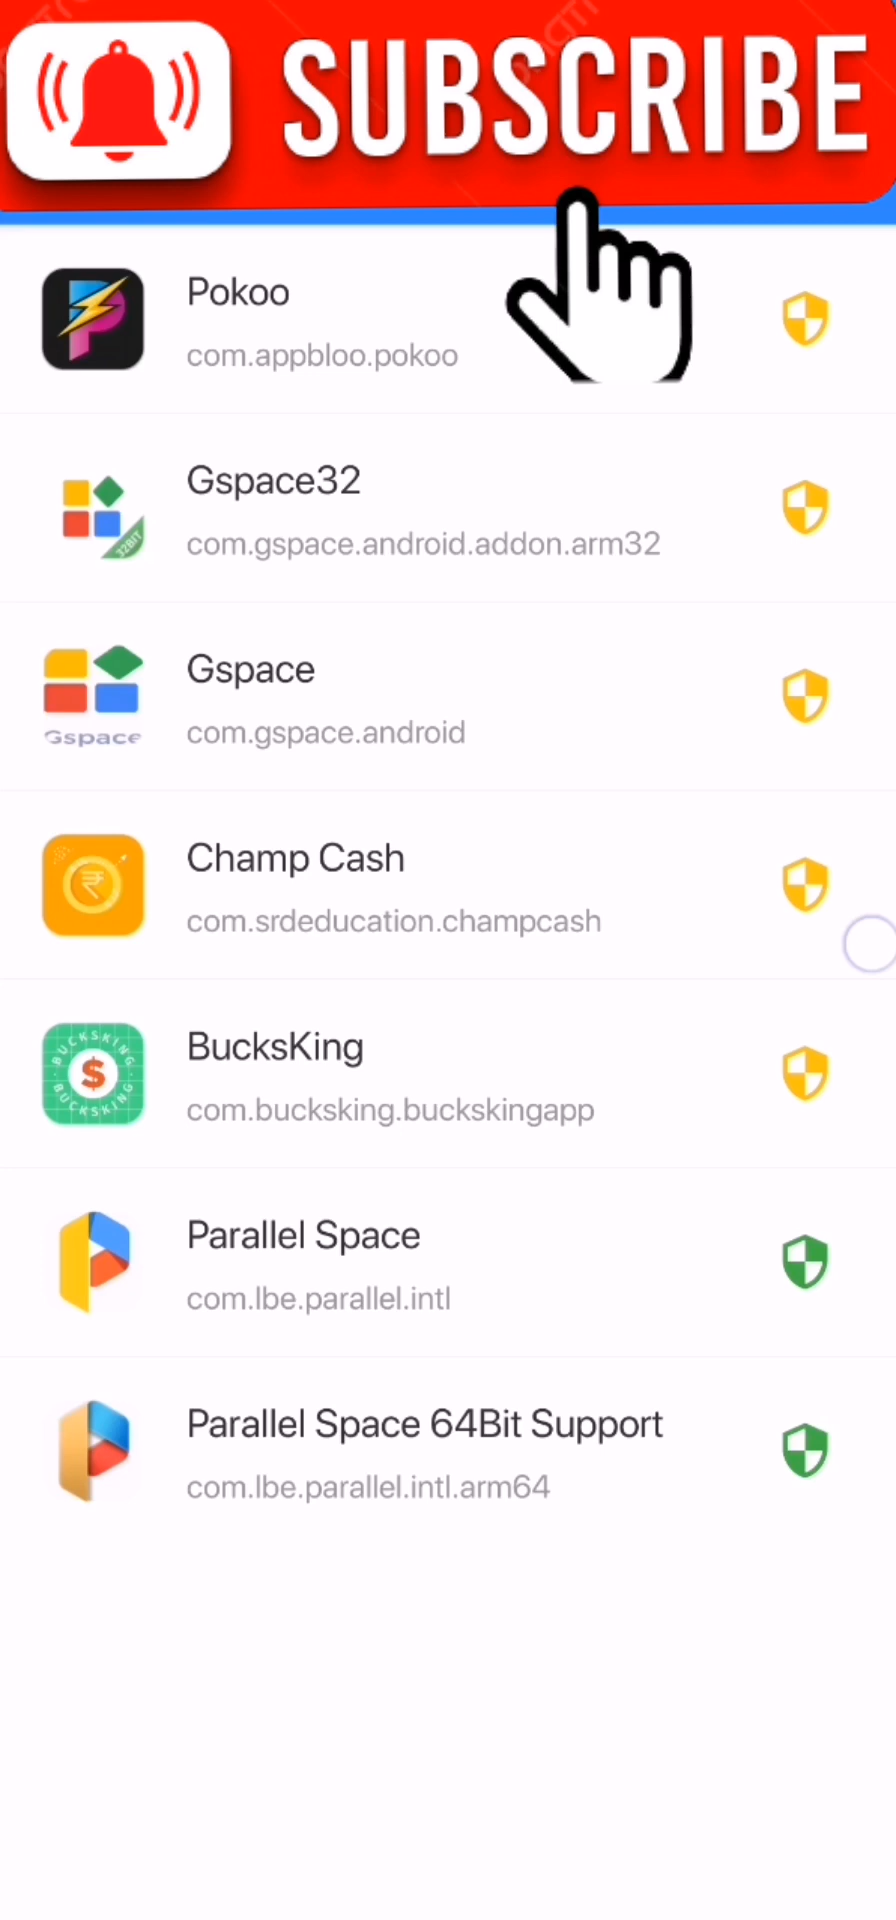 SUBSCRIBE
Pokoo
com.appbloo.pokoo
Gspace32
com.gspace.android.addon.arm32
32BIT
Gspace
com.gspace.android
Gspace
Champ Cash
com.srdeducation.champcash
BucksKing
com.bucksking.buckskingapp
BUCKSKING
BUCKSKING
$
Parallel Space
com.lbe.parallel.intl
Parallel Space 64Bit Support
com.lbe.parallel.intl.arm64